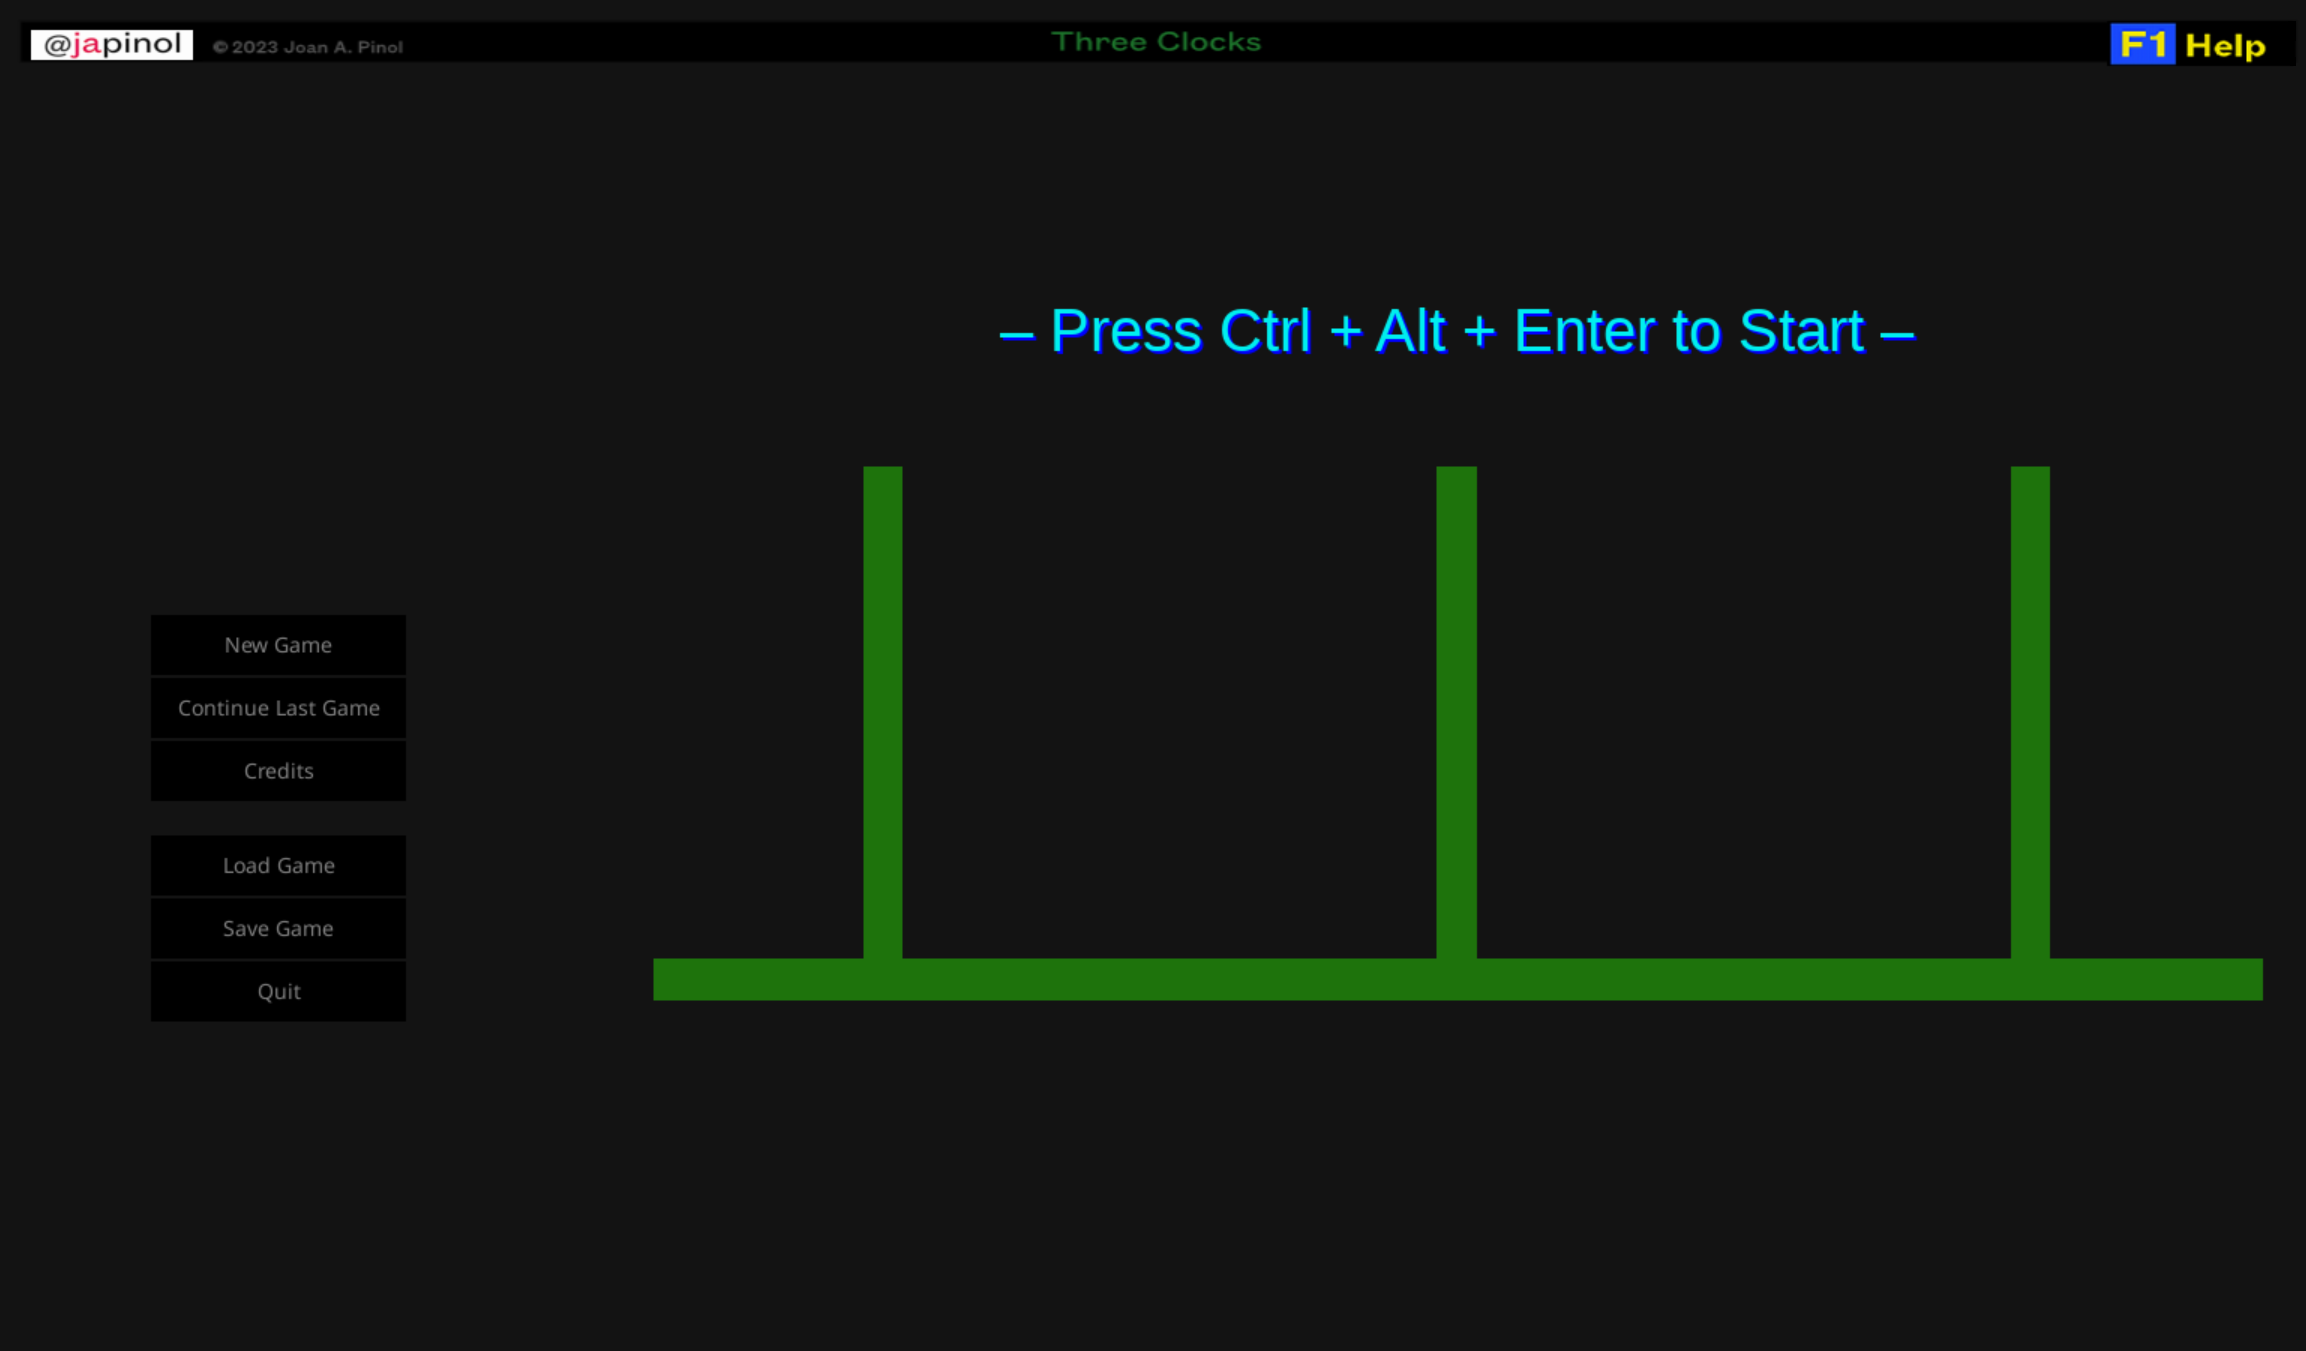 @japinol © 2023 Joan A. Pinol
Three Clocks
F1 Help
– Press Ctrl + Alt + Enter to Start –
New Game
Continue Last Game
Credits
Load Game
Save Game
Quit